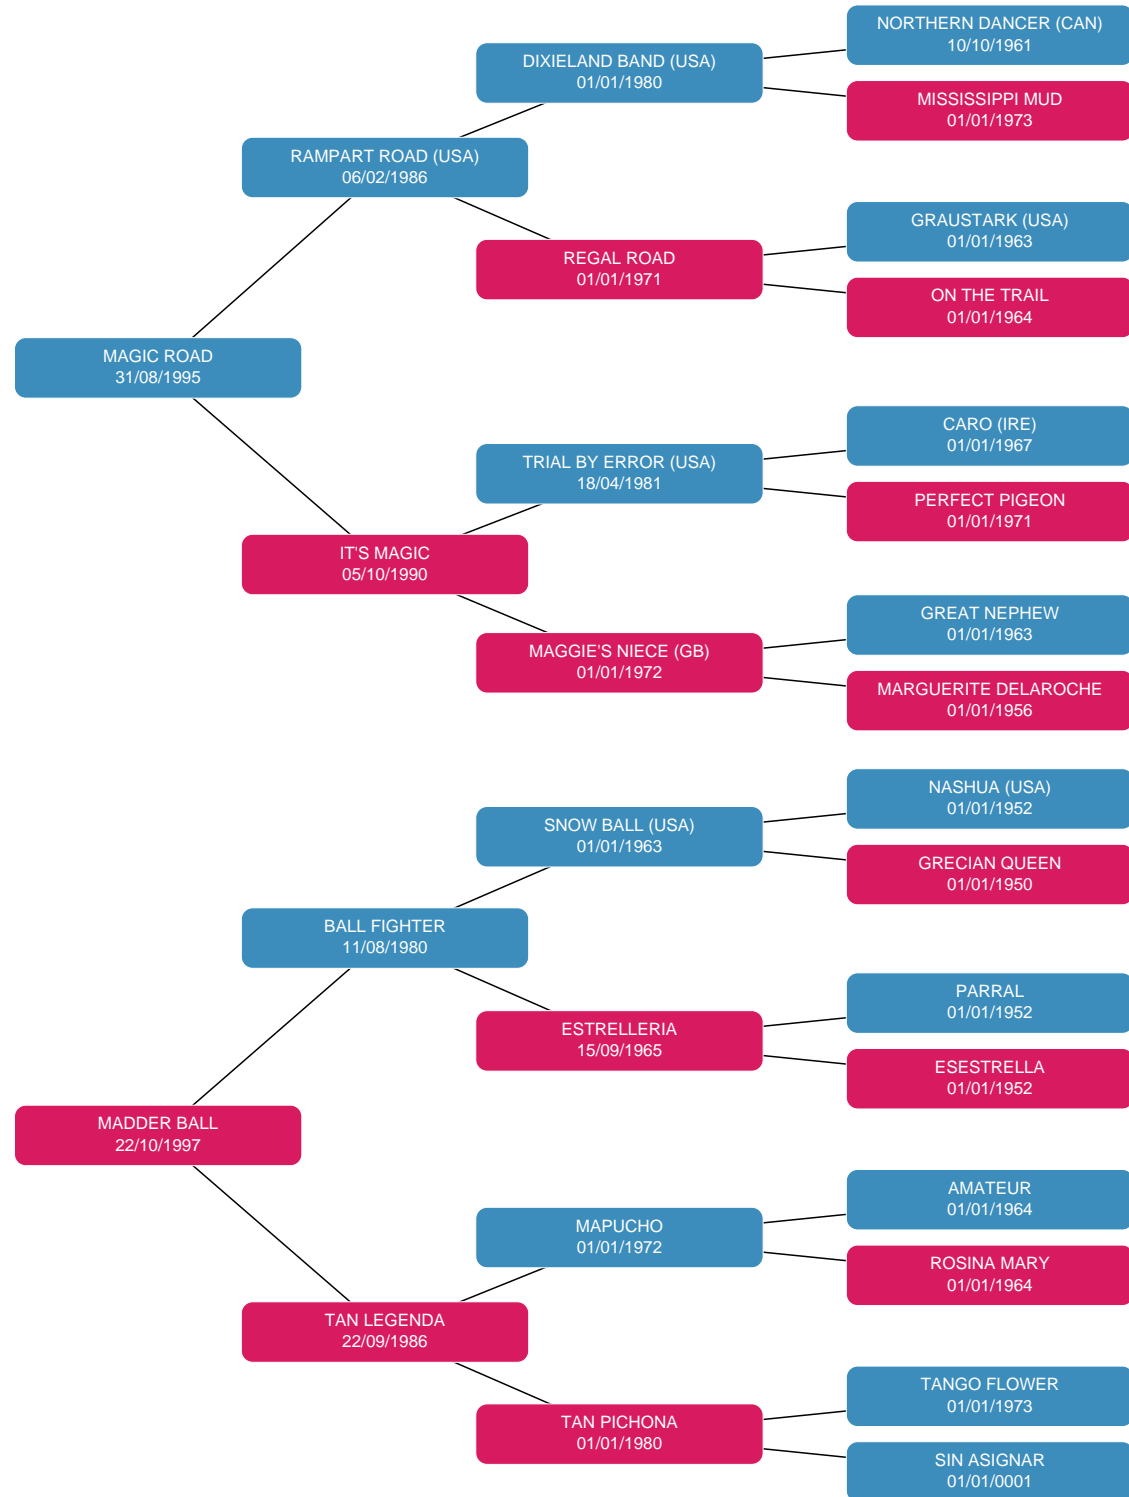 NORTHERN DANCER (CAN)
10/10/1961
DIXIELAND BAND (USA)
01/01/1980
MISSISSIPPI MUD
01/01/1973
RAMPART ROAD (USA)
06/02/1986
GRAUSTARK (USA)
01/01/1963
REGAL ROAD
01/01/1971
ON THE TRAIL
01/01/1964
MAGIC ROAD
31/08/1995
CARO (IRE)
01/01/1967
TRIAL BY ERROR (USA)
18/04/1981
PERFECT PIGEON
01/01/1971
IT'S MAGIC
05/10/1990
GREAT NEPHEW
01/01/1963
MAGGIE'S NIECE (GB)
01/01/1972
MARGUERITE DELAROCHE
01/01/1956
NASHUA (USA)
01/01/1952
SNOW BALL (USA)
01/01/1963
GRECIAN QUEEN
01/01/1950
BALL FIGHTER
11/08/1980
PARRAL
01/01/1952
ESTRELLERIA
15/09/1965
ESESTRELLA
01/01/1952
MADDER BALL
22/10/1997
AMATEUR
01/01/1964
MAPUCHO
01/01/1972
ROSINA MARY
01/01/1964
TAN LEGENDA
22/09/1986
TANGO FLOWER
01/01/1973
TAN PICHONA
01/01/1980
SIN ASIGNAR
01/01/0001